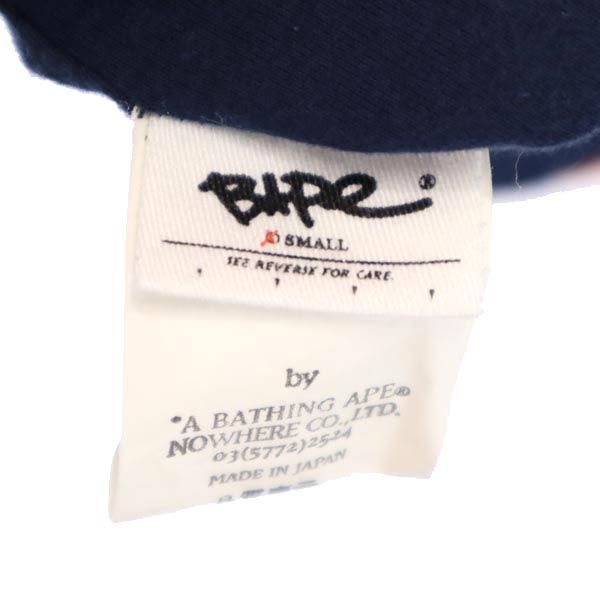 BAPE®
SMALL
SEE REVERSE FOR CARE.
by
*A BATHING APE®
NOWHERE CO.,LTD.
03(5772)2524
MADE IN JAPAN